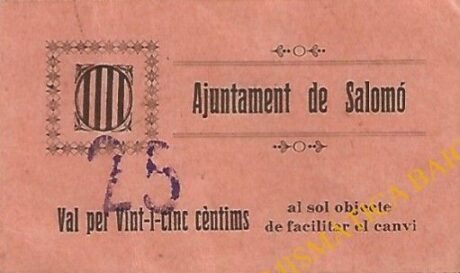 Ajuntament de Salomó
25
Val per Vint-i-cinc cèntims
al sol objecte
de facilitar el canvi